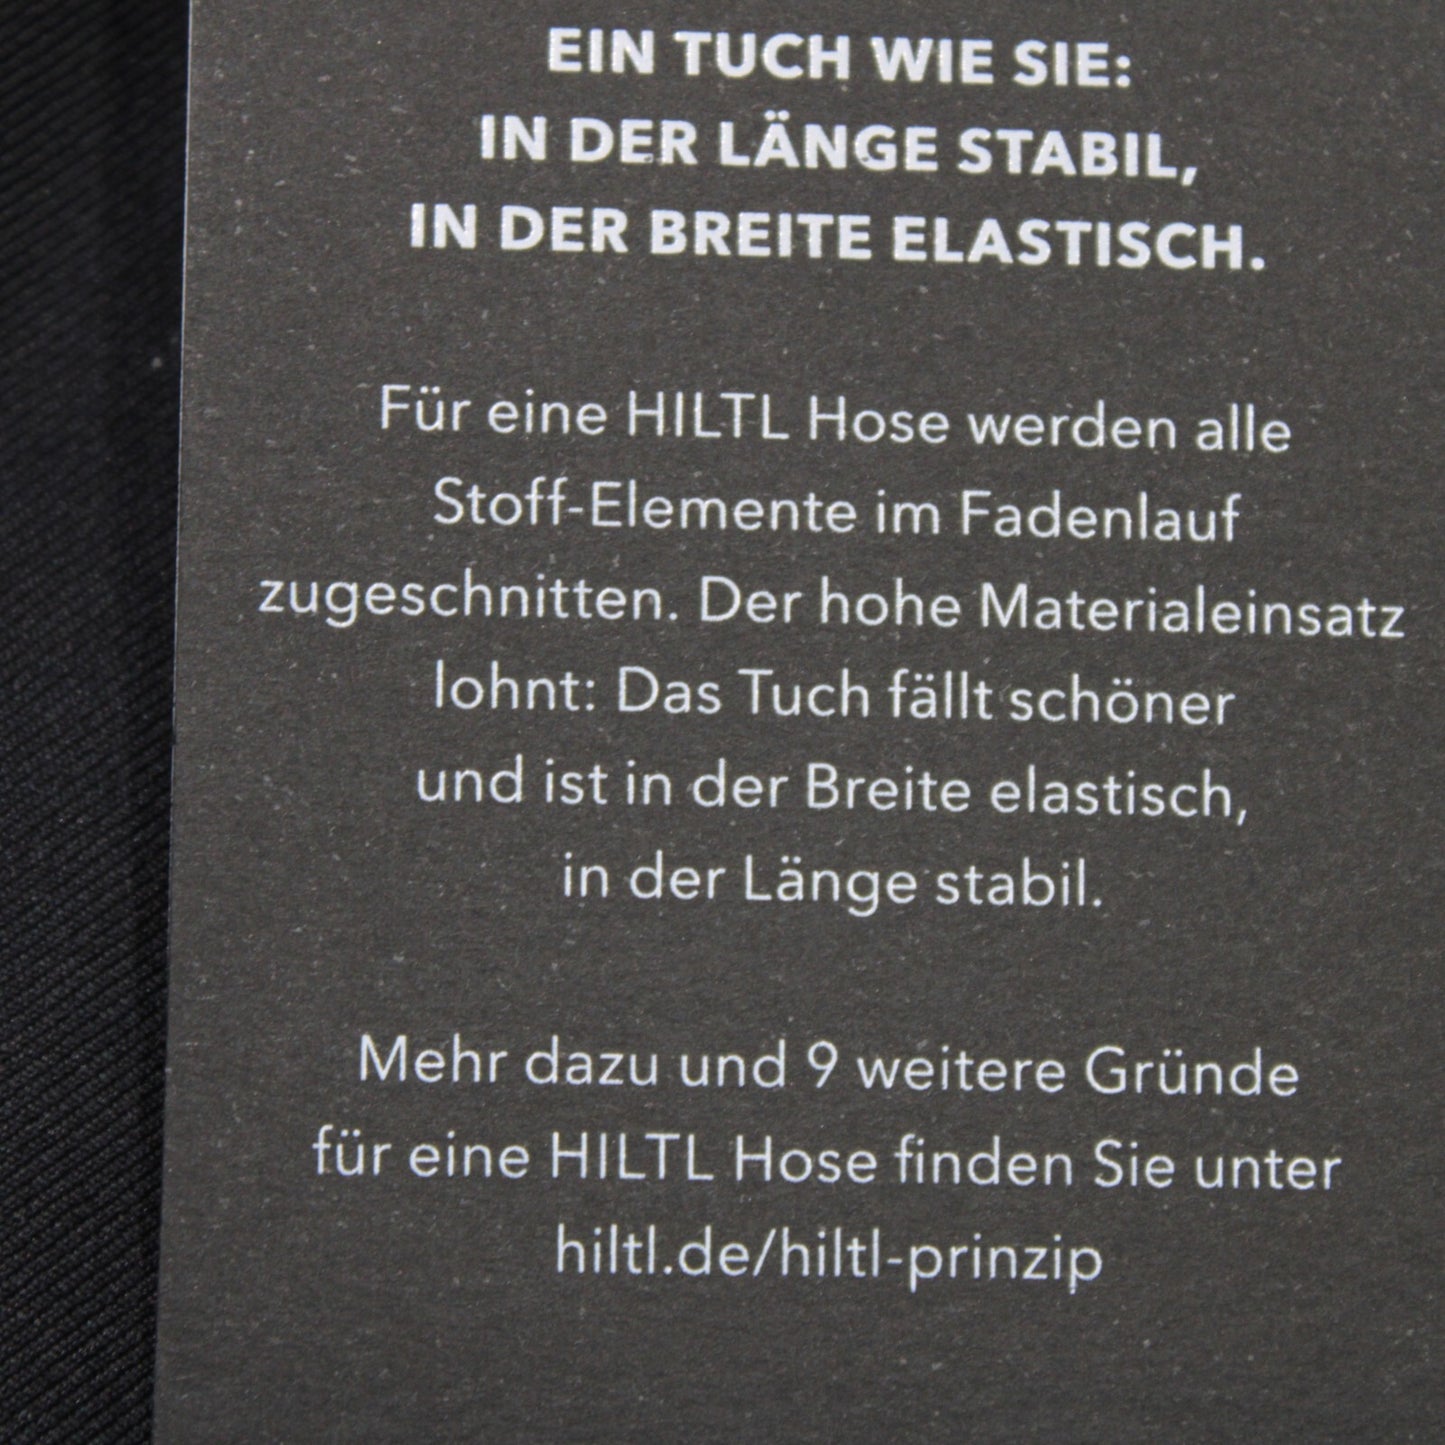 EIN TUCH WIE SIE:
IN DER LÄNGE STABIL,
IN DER BREITE ELASTISCH.
Für eine HILTL Hose werden alle
Stoff-Elemente im Fadenlauf
zugeschnitten. Der hohe Materialeinsatz
lohnt: Das Tuch fällt schöner
und ist in der Breite elastisch,
in der Länge stabil.
Mehr dazu und 9 weitere Gründe
für eine HILTL Hose finden Sie unter
hiltl.de/hiltl-prinzip